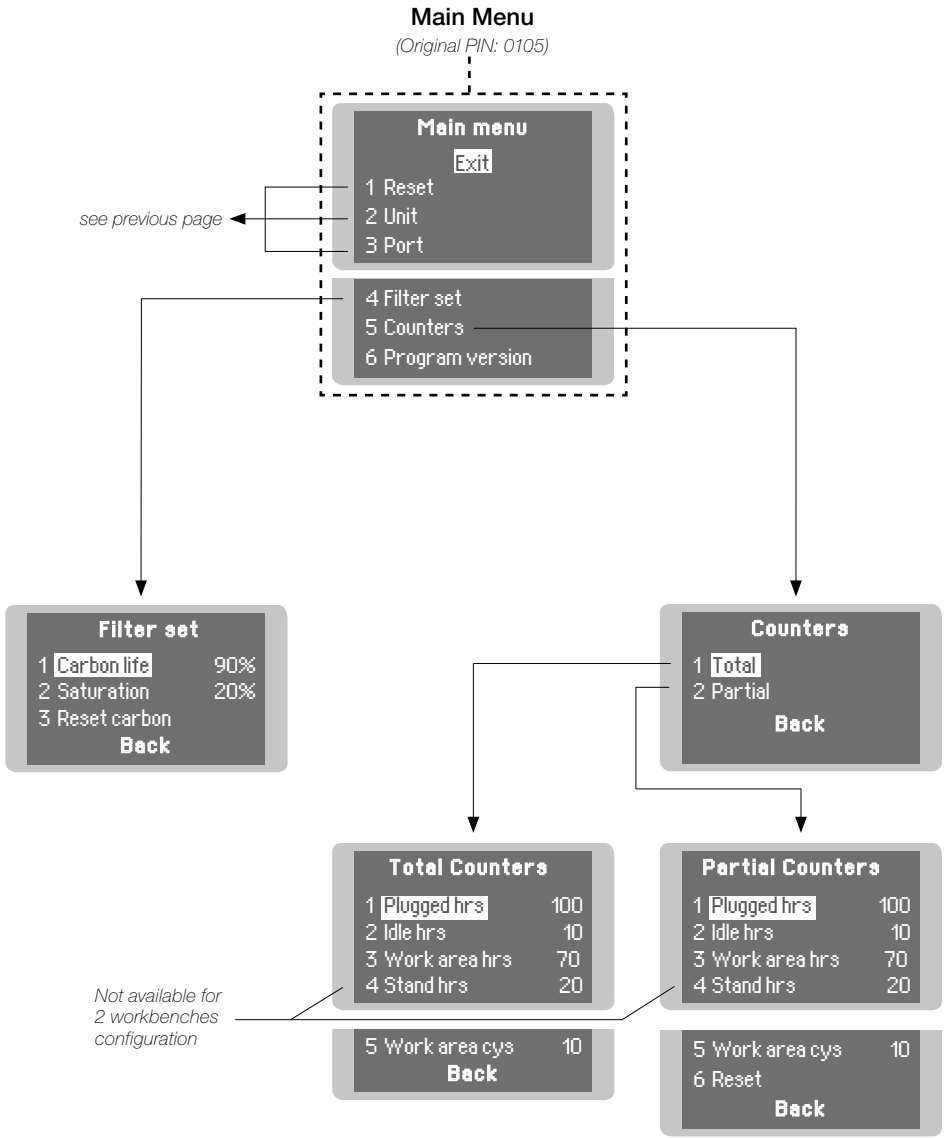 Main Menu
(Original PIN: 0105)
Main menu
Exit
1 Reset
2 Unit
3 Port
see previous page
4 Filter set
5 Counters
6 Program version
Filter set
1 Carbon life 90%
2 Saturation 20%
3 Reset carbon
Back
Counters
1 Total
2 Partial
Back
Total Counters
1 Plugged hrs 100
2 Idle hrs 10
3 Work area hrs 70
4 Stand hrs 20
5 Work area cys 10
Back
Partial Counters
1 Plugged hrs 100
2 Idle hrs 10
3 Work area hrs 70
4 Stand hrs 20
5 Work area cys 10
6 Reset
Back
Not available for
2 workbenches
configuration